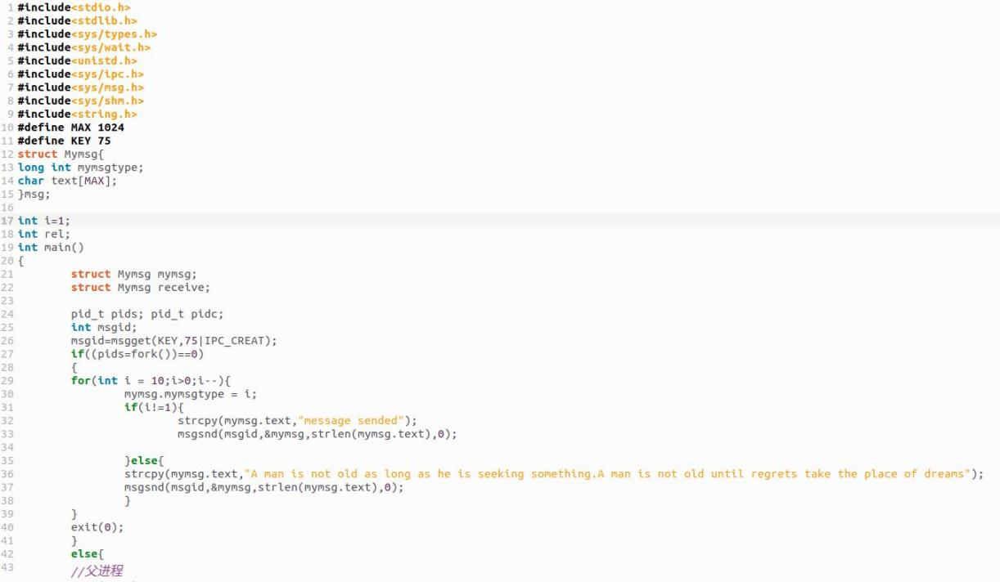 1 #include<stdio.h>
2 #include<stdlib.h>
3 #include<sys/types.h>
4 #include<sys/wait.h>
5 #include<unistd.h>
6 #include<sys/ipc.h>
7 #include<sys/msg.h>
8 #include<sys/shm.h>
9 #include<string.h>
10 #define MAX 1024
11 #define KEY 75
12 struct Mymsg{
13 long int mymsgtype;
14 char text[MAX];
15 }msg;
16
17 int i=1;
18 int rel;
19 int main()
20 {
21 struct Mymsg mymsg;
22 struct Mymsg receive;
23
24 pid_t pids; pid_t pidc;
25 int msgid;
26 msgid=msgget(KEY,75|IPC_CREAT);
27 if((pids=fork())==0)
28 {
29 for(int i = 10;i>0;i--){
30 mymsg.mymsgtype = i;
31 if(i!=1){
32 strcpy(mymsg.text,"message sended");
33 msgsnd(msgid,&mymsg,strlen(mymsg.text),0);
34
35 }else{
36 strcpy(mymsg.text,"A man is not old as long as he is seeking something.A man is not old until regrets take the place of dreams");
37 msgsnd(msgid,&mymsg,strlen(mymsg.text),0);
38 }
39 }
40 exit(0);
41 }
42 else{
43 //父进程